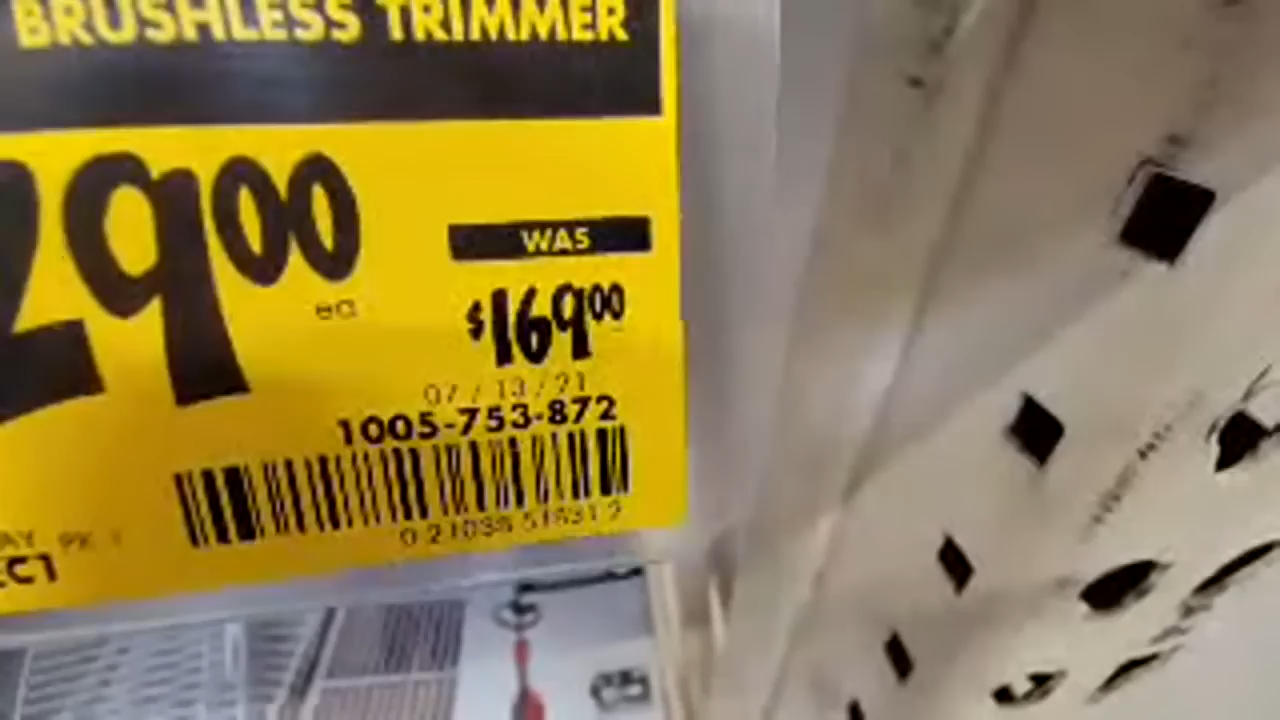 BRUSHLESS TRIMMER
29⁰⁰
ea
WAS
$169⁰⁰
07/13/21
1005-753-872